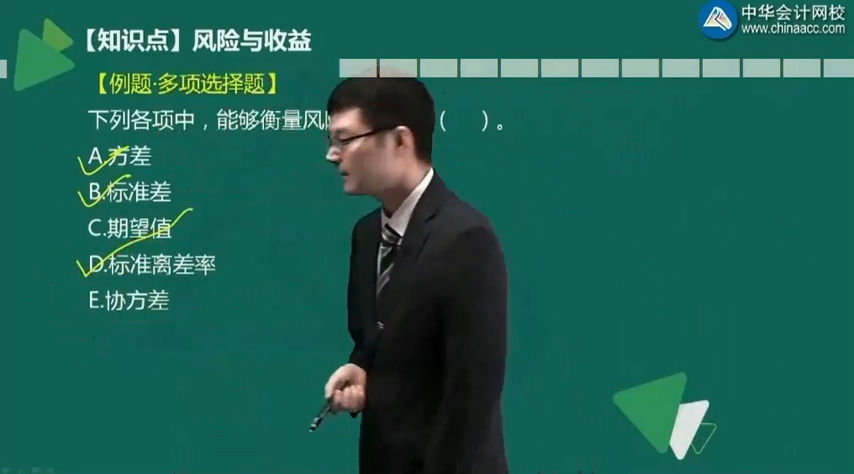 中华会计网校
www.chinaacc.com
【知识点】风险与收益
【例题·多项选择题】
下列各项中，能够衡量风 ( )。
A.方差
B.标准差
C.期望值
D.标准离差率
E.协方差